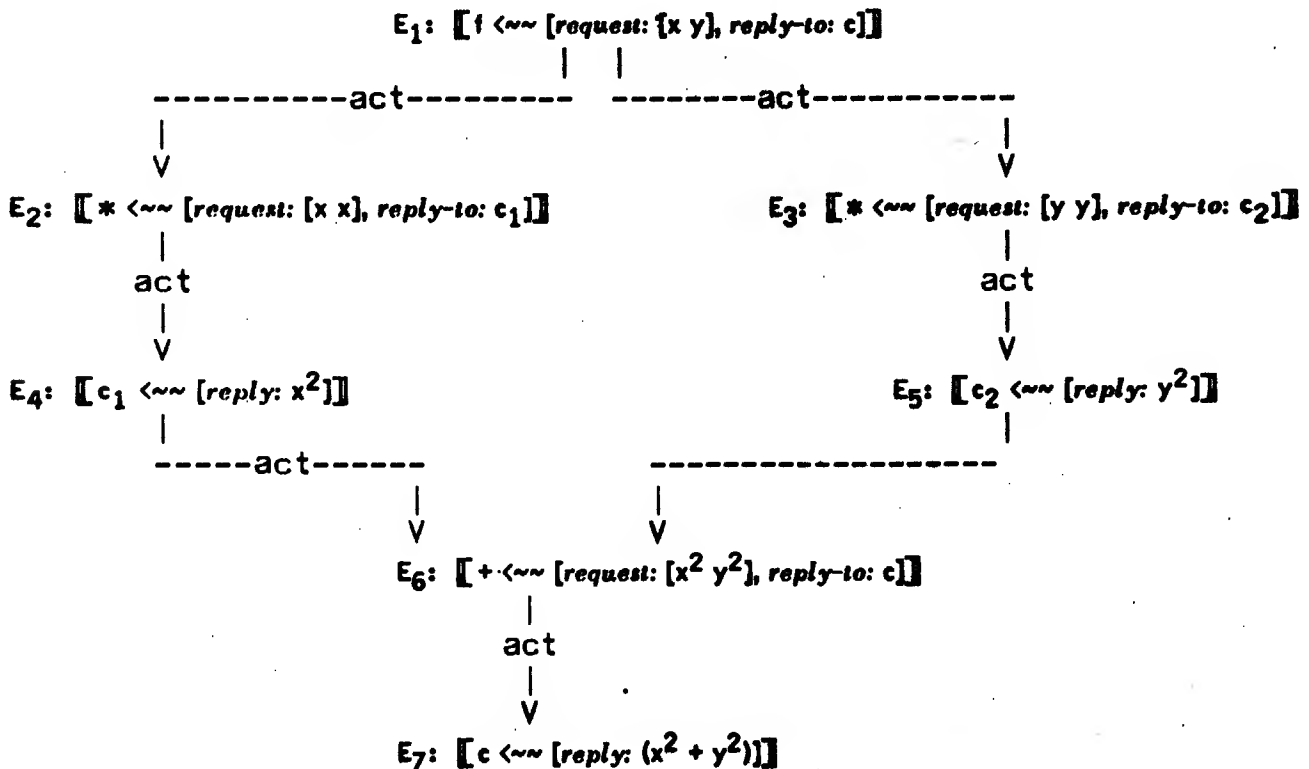 E₁: ⟦f <~~ [request: [x y], reply-to: c]⟧
act act
E₂: ⟦* <~~ [request: [x x], reply-to: c₁]⟧ E₃: ⟦* <~~ [request: [y y], reply-to: c₂]⟧
act act
E₄: ⟦c₁ <~~ [reply: x²]⟧ E₅: ⟦c₂ <~~ [reply: y²]⟧
act
E₆: ⟦+ <~~ [request: [x² y²], reply-to: c]⟧
act
E₇: ⟦c <~~ [reply: (x² + y²)]⟧